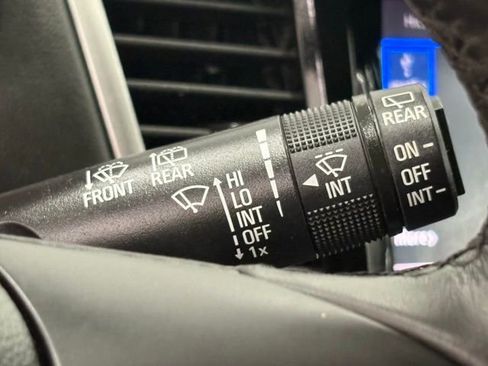 FRONT
REAR
HI
LO
INT
OFF
1x
INT
REAR
ON
OFF
INT